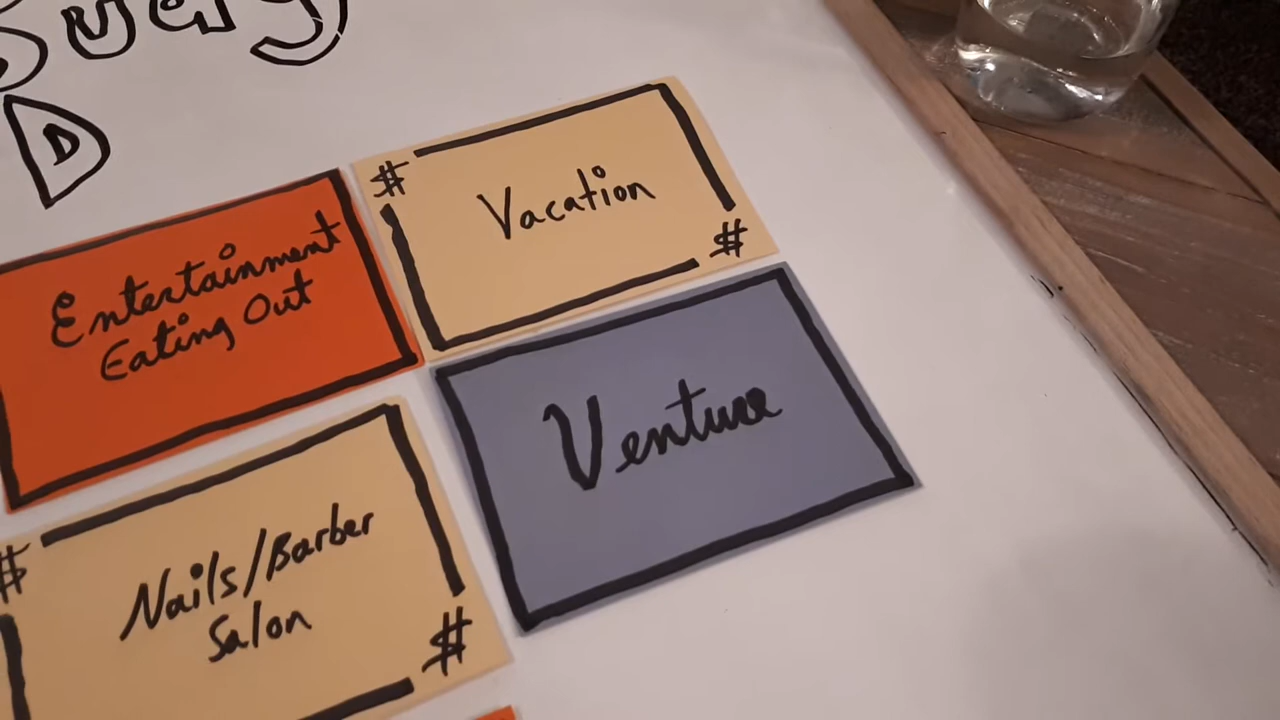 D
# Vacation #
Entertainment
Eating Out
Venture
# Nails/Barber
Salon #